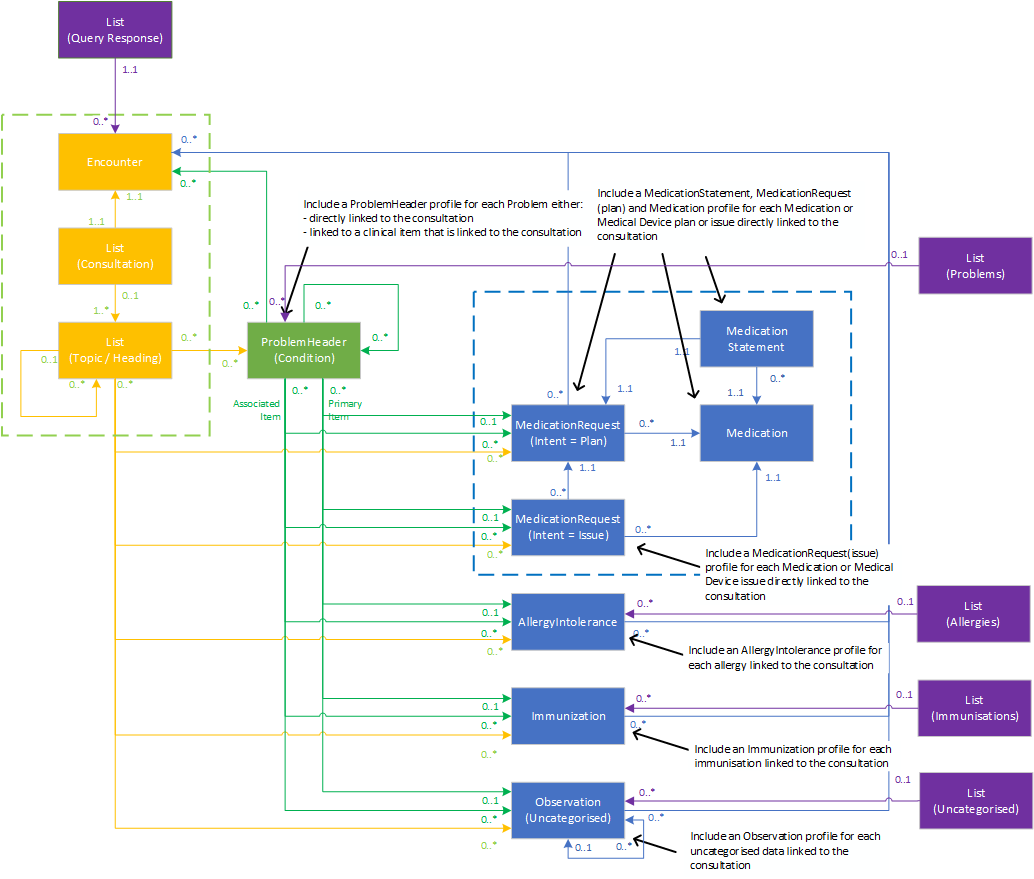 List
(Query Response)
1..1
0..*
Encounter
0..*
0..*
1..1
1..1
List
(Consultation)
0..1
1..*
List
(Topic / Heading)
0..1
0..*
0..*
0..*
0..*
Include a ProblemHeader profile for each Problem either:
- directly linked to the consultation
- linked to a clinical item that is linked to the consultation
Include a MedicationStatement, MedicationRequest
(plan) and Medication profile for each Medication or
Medical Device plan or issue directly linked to the
consultation
0..1
List
(Problems)
0..*
0..*
0..*
0..*
ProblemHeader
(Condition)
0..*
0..*
Associated
Item
Primary
Item
Medication
Statement
1..1
0..*
1..1
1..1
0..*
MedicationRequest
(Intent = Plan)
0..*
1..1
Medication
0..1
0..*
0..*
1..1
0..*
1..1
MedicationRequest
(Intent = Issue)
0..*
0..1
0..*
0..*
Include a MedicationRequest(issue)
profile for each Medication or Medical
Device issue directly linked to the
consultation
AllergyIntolerance
0..*
0..*
0..1
0..*
0..*
0..1
List
(Allergies)
Include an AllergyIntolerance profile for
each allergy linked to the consultation
Immunization
0..*
0..*
0..1
0..*
0..*
0..1
List
(Immunisations)
Include an Immunization profile for each
immunisation linked to the consultation
Observation
(Uncategorised)
0..*
0..*
0..1
0..*
0..*
0..1
0..*
0..1
List
(Uncategorised)
Include an Observation profile for each
uncategorised data linked to the
consultation